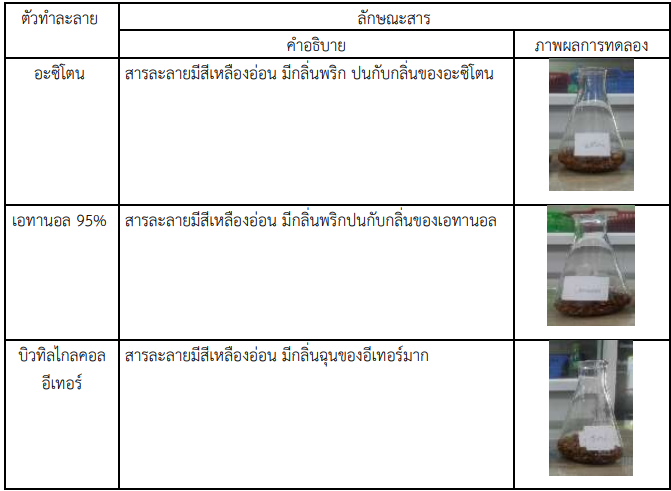 ตัวทำละลาย
ลักษณะสาร
คำอธิบาย
ภาพผลการทดลอง
อะซิโตน
สารละลายมีสีเหลืองอ่อน มีกลิ่นพริก ปนกับกลิ่นของอะซิโตน
เอทานอล 95%
สารละลายมีสีเหลืองอ่อน มีกลิ่นพริกปนกับกลิ่นของเอทานอล
บิวทิลไกลคอล
อีเทอร์
สารละลายมีสีเหลืองอ่อน มีกลิ่นฉุนของอีเทอร์มาก